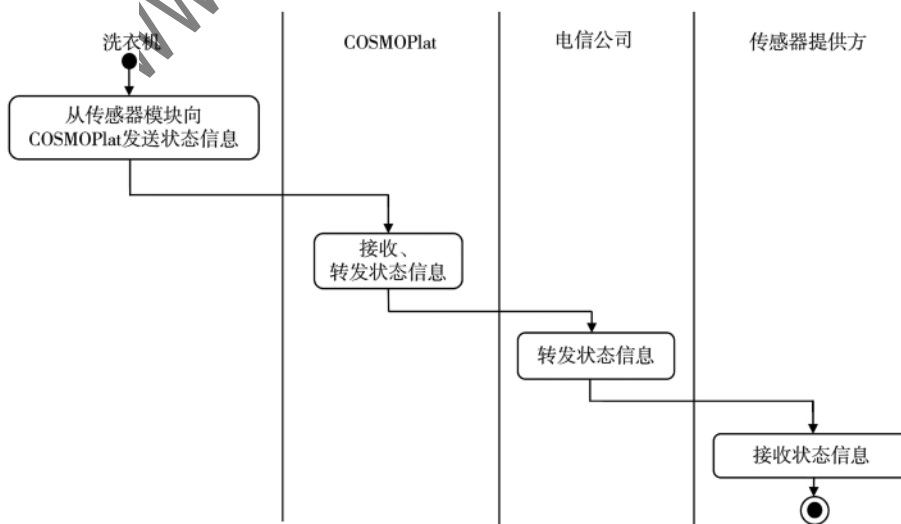 洗衣机
COSMOPlat
电信公司
传感器提供方
从传感器模块向
COSMOPlat发送状态信息
接收、
转发状态信息
转发状态信息
接收状态信息